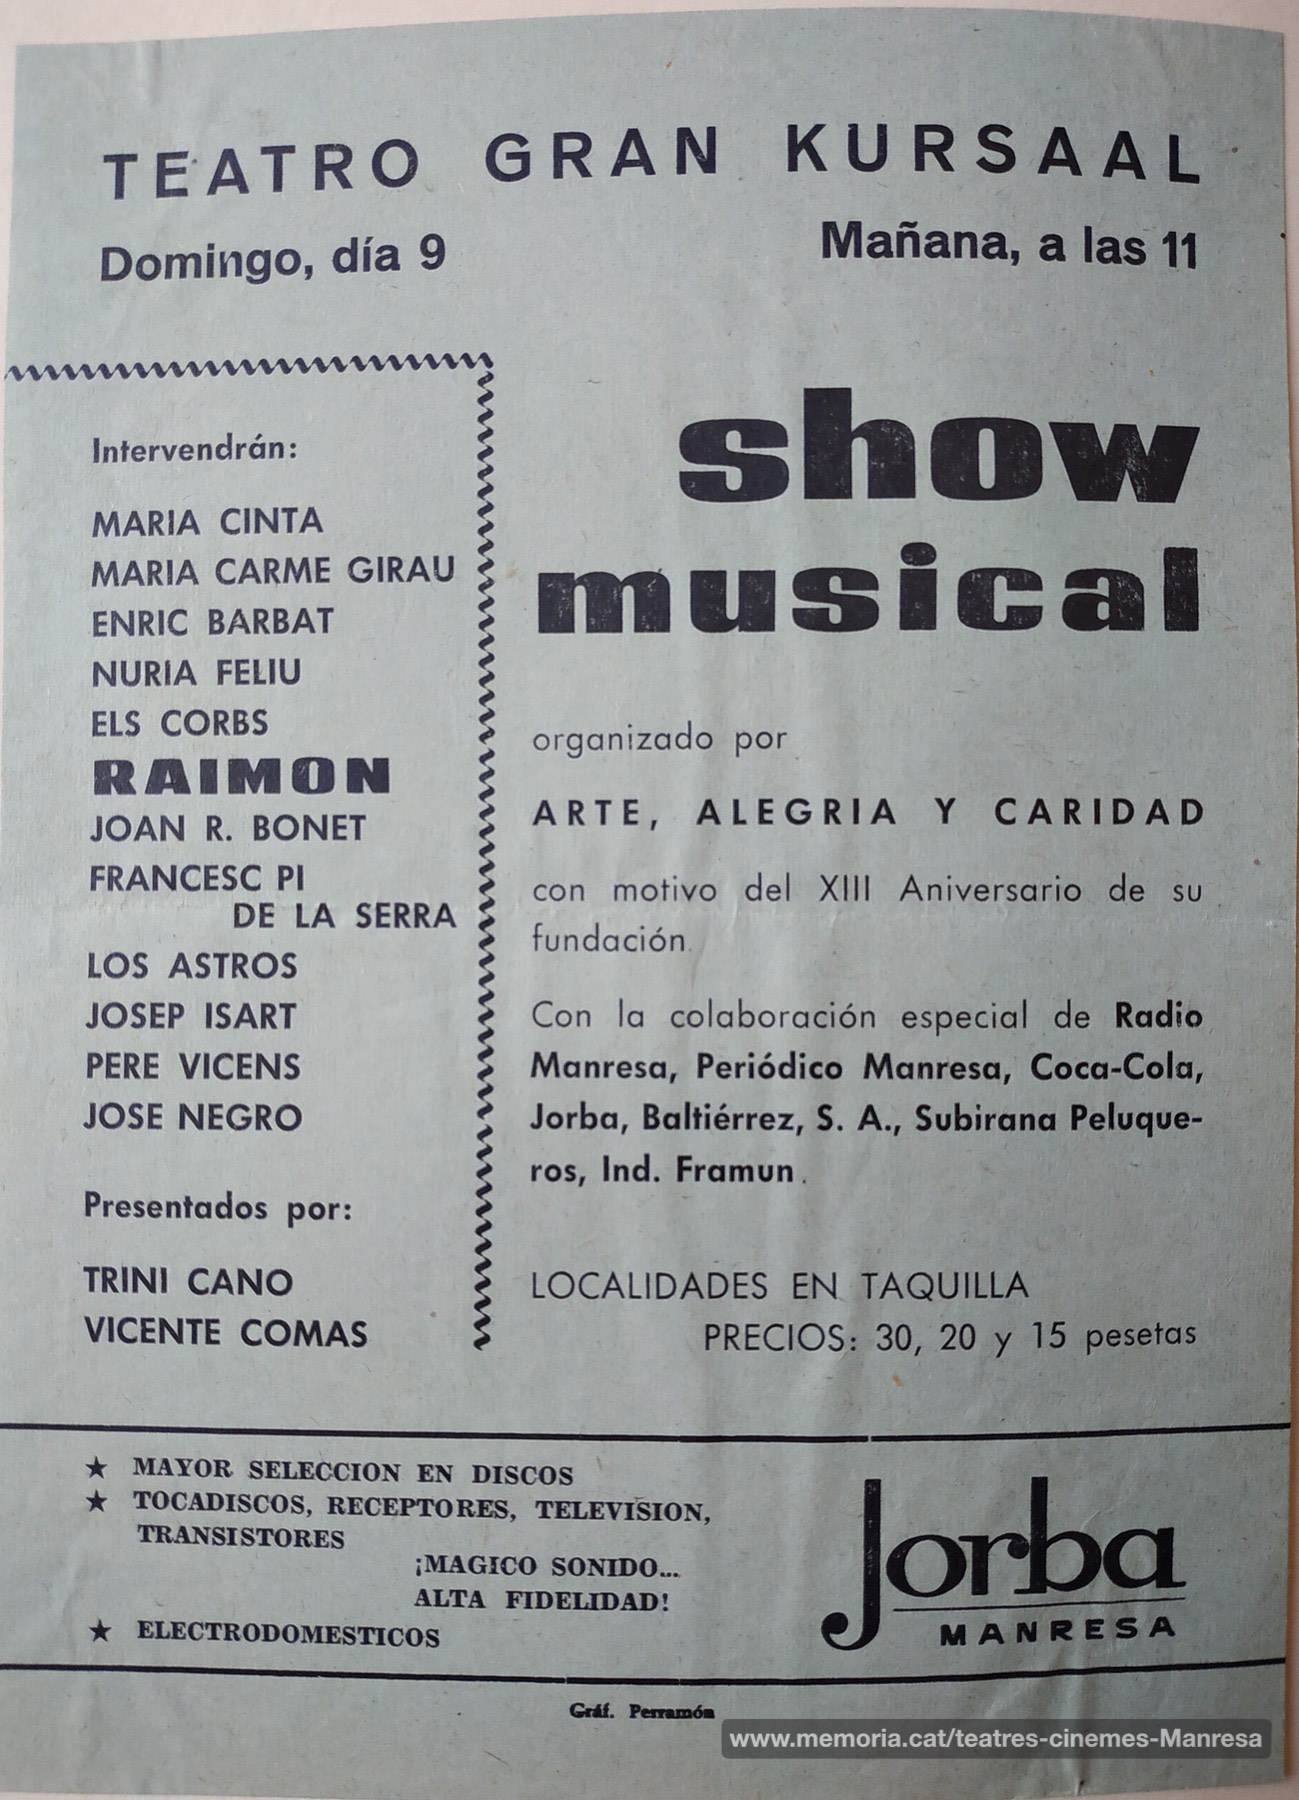 TEATRO GRAN KURSAAL
Domingo, día 9
Mañana, a las 11
Intervendrán:
MARIA CINTA
MARIA CARME GIRAU
ENRIC BARBAT
NURIA FELIU
ELS CORBS
RAIMON
JOAN R. BONET
FRANCESC PI
DE LA SERRA
LOS ASTROS
JOSEP ISART
PERE VICENS
JOSE NEGRO
Presentados por:
TRINI CANO
VICENTE COMAS
show
musical
organizado por
ARTE, ALEGRIA Y CARIDAD
con motivo del XIII Aniversario de su
fundación.
Con la colaboración especial de Radio
Manresa, Periódico Manresa, Coca-Cola,
Jorba, Baltiérrez, S. A., Subirana Peluque-
ros, Ind. Framun.
LOCALIDADES EN TAQUILLA
PRECIOS: 30, 20 y 15 pesetas
★ MAYOR SELECCION EN DISCOS
★ TOCADISCOS, RECEPTORES, TELEVISION,
TRANSISTORES
¡MAGICO SONIDO...
ALTA FIDELIDAD!
★ ELECTRODOMESTICOS
Jorba
MANRESA
Gráf. Perramón
www.memoria.cat/teatres-cinemes-Manresa